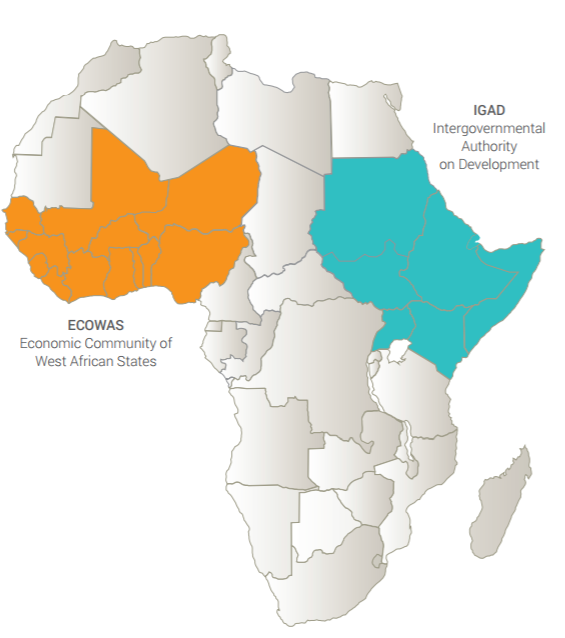 IGAD
Intergovernmental
Authority
on Development
ECOWAS
Economic Community of
West African States